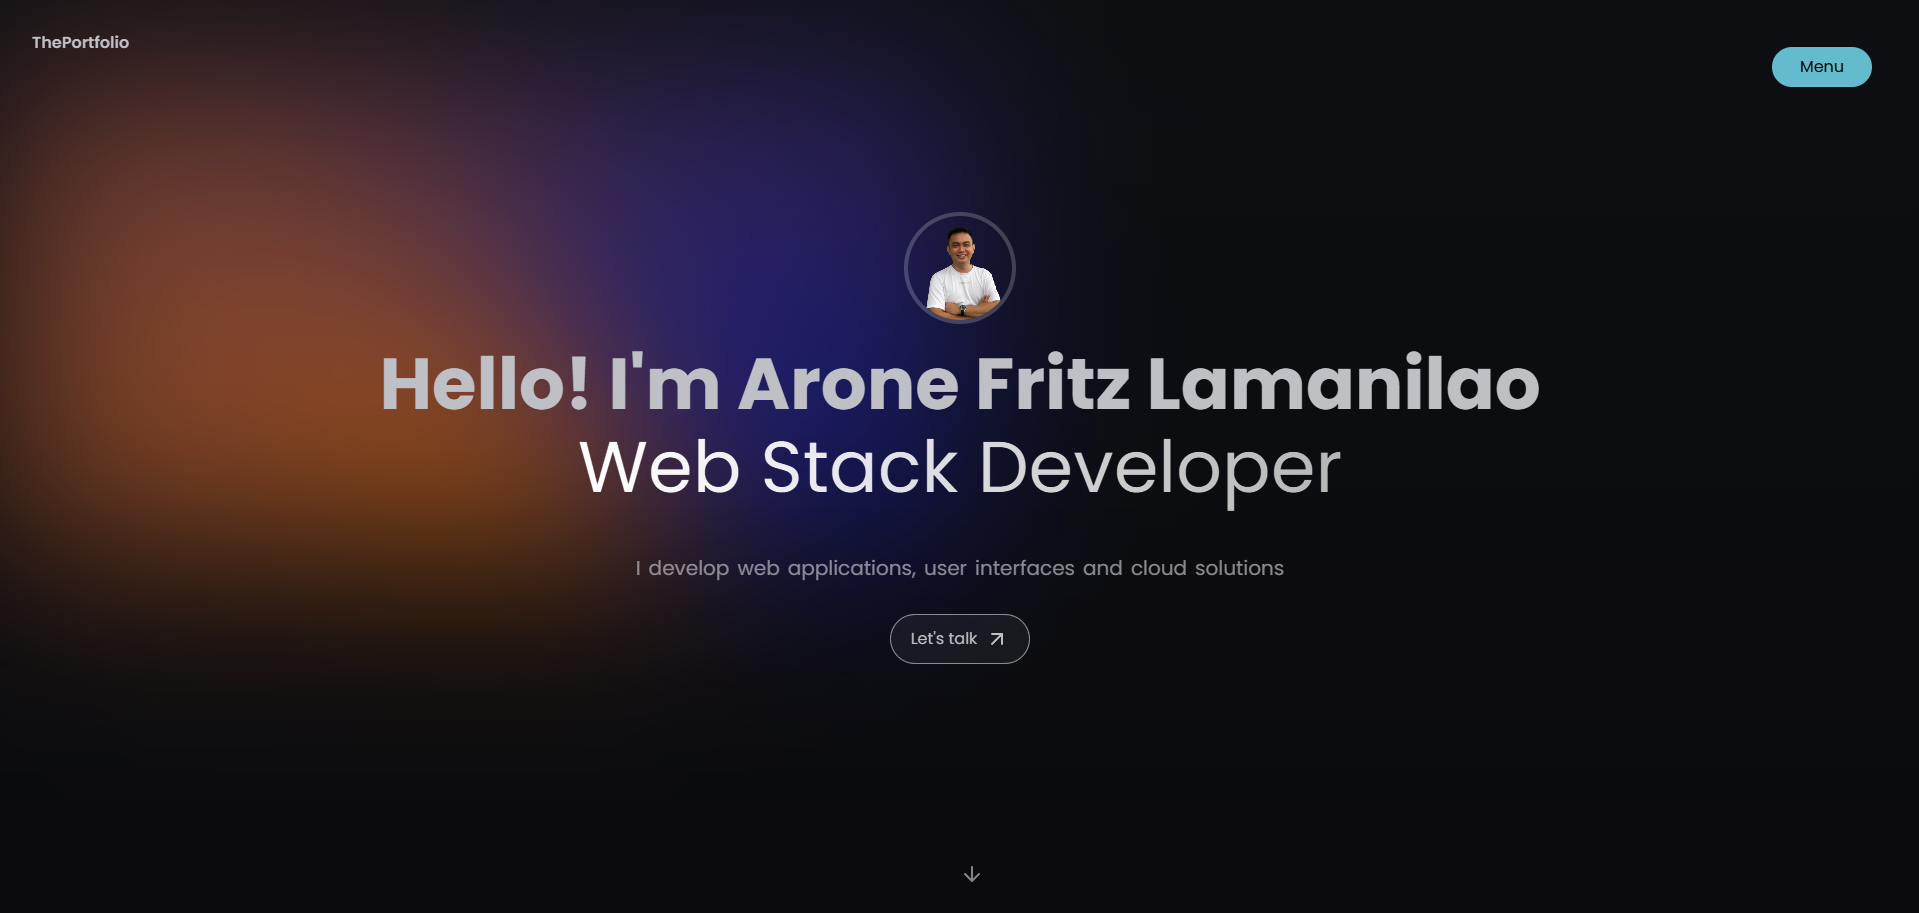 ThePortfolio
Menu
Hello! I'm Arone Fritz Lamanilao
Web Stack Developer
I develop web applications, user interfaces and cloud solutions
Let's talk